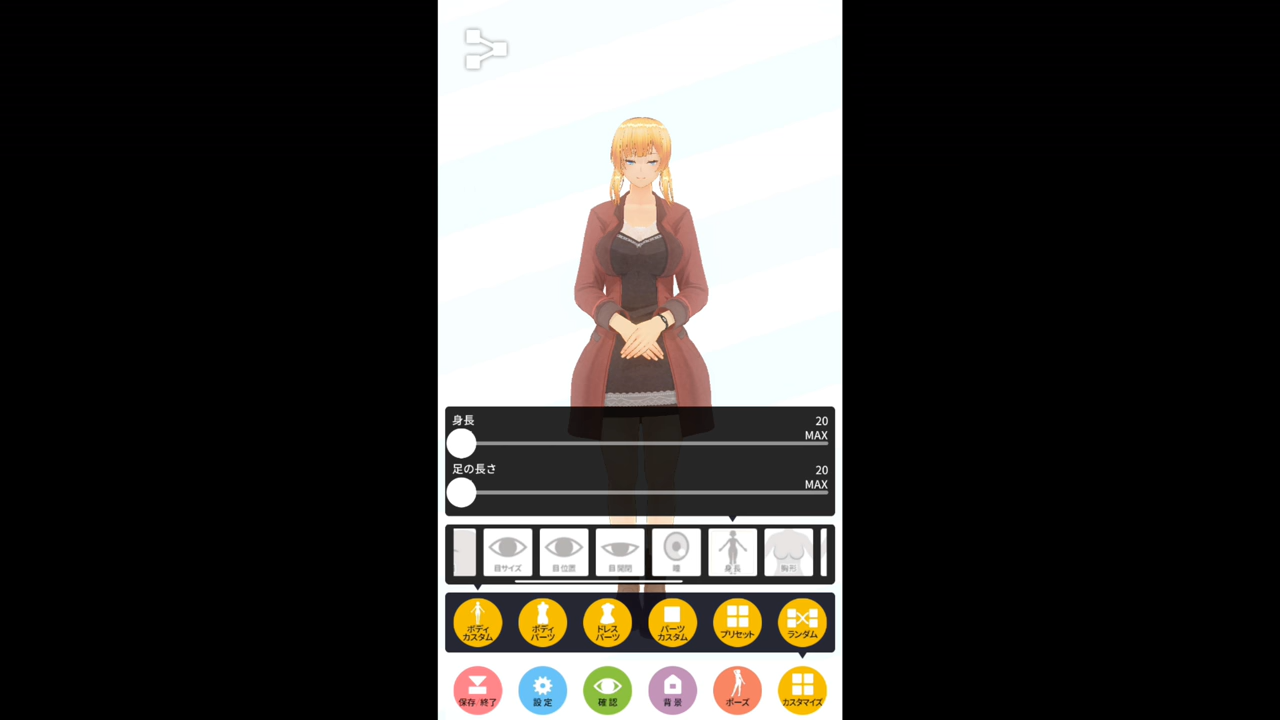 身長
20
MAX
足の長さ
20
MAX
目サイズ
目位置
目開閉
瞳
身長
胸形
ボディ
カスタム
ボディ
パーツ
ドレス
パーツ
パーツ
カスタム
プリセット
ランダム
保存 終了
設定
確認
背景
ポーズ
カスタマイズ